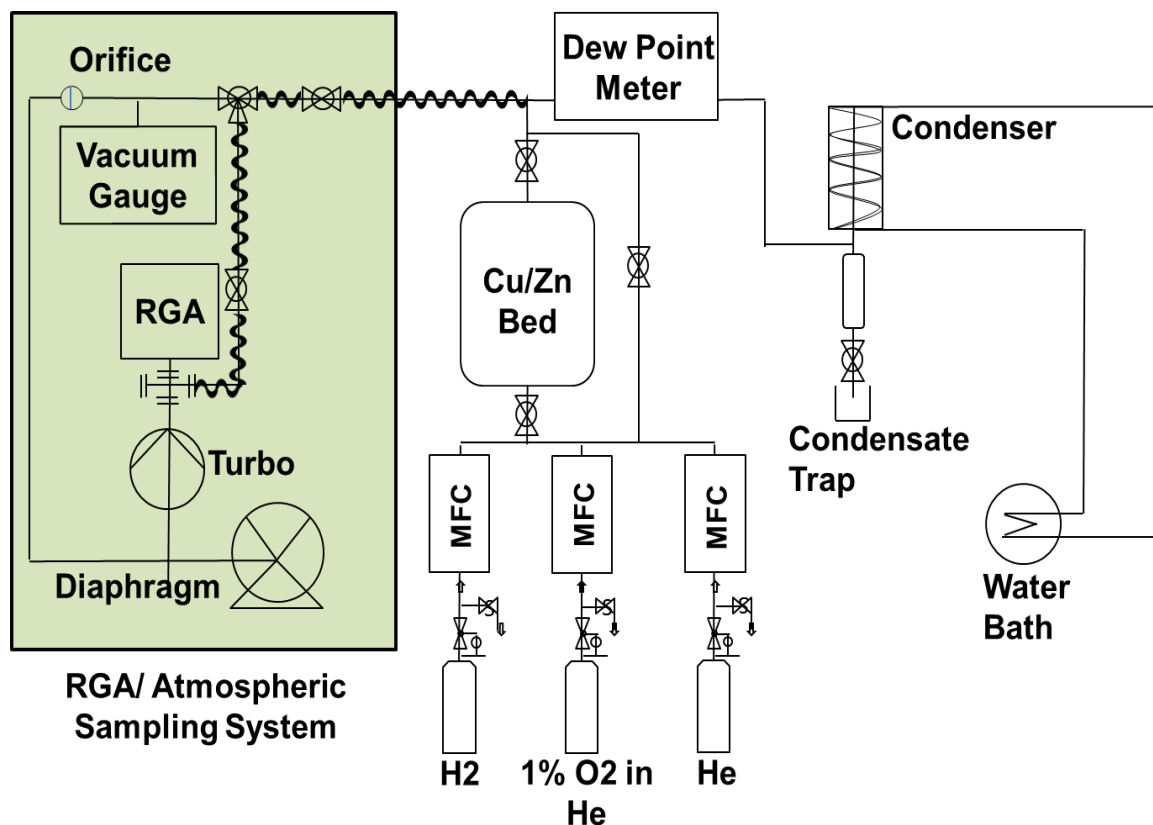 Orifice
Vacuum
Gauge
RGA
Turbo
Diaphragm
RGA/ Atmospheric
Sampling System
Dew Point
Meter
Cu/Zn
Bed
MFC
MFC
MFC
H2
1% O2 in
He
He
Condenser
Condensate
Trap
Water
Bath